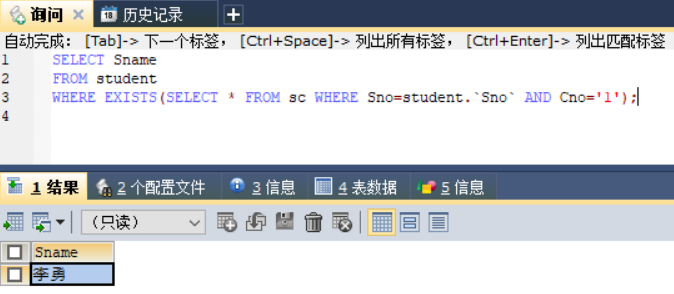 询问 历史记录
自动完成: [Tab]-> 下一个标签, [Ctrl+Space]-> 列出所有标签, [Ctrl+Enter]-> 列出匹配标签
1 SELECT Sname
2 FROM student
3 WHERE EXISTS(SELECT * FROM sc WHERE Sno=student.`Sno` AND Cno='1');
4
1 结果 2 个配置文件 3 信息 4 表数据 5 信息
(只读)
Sname
李勇